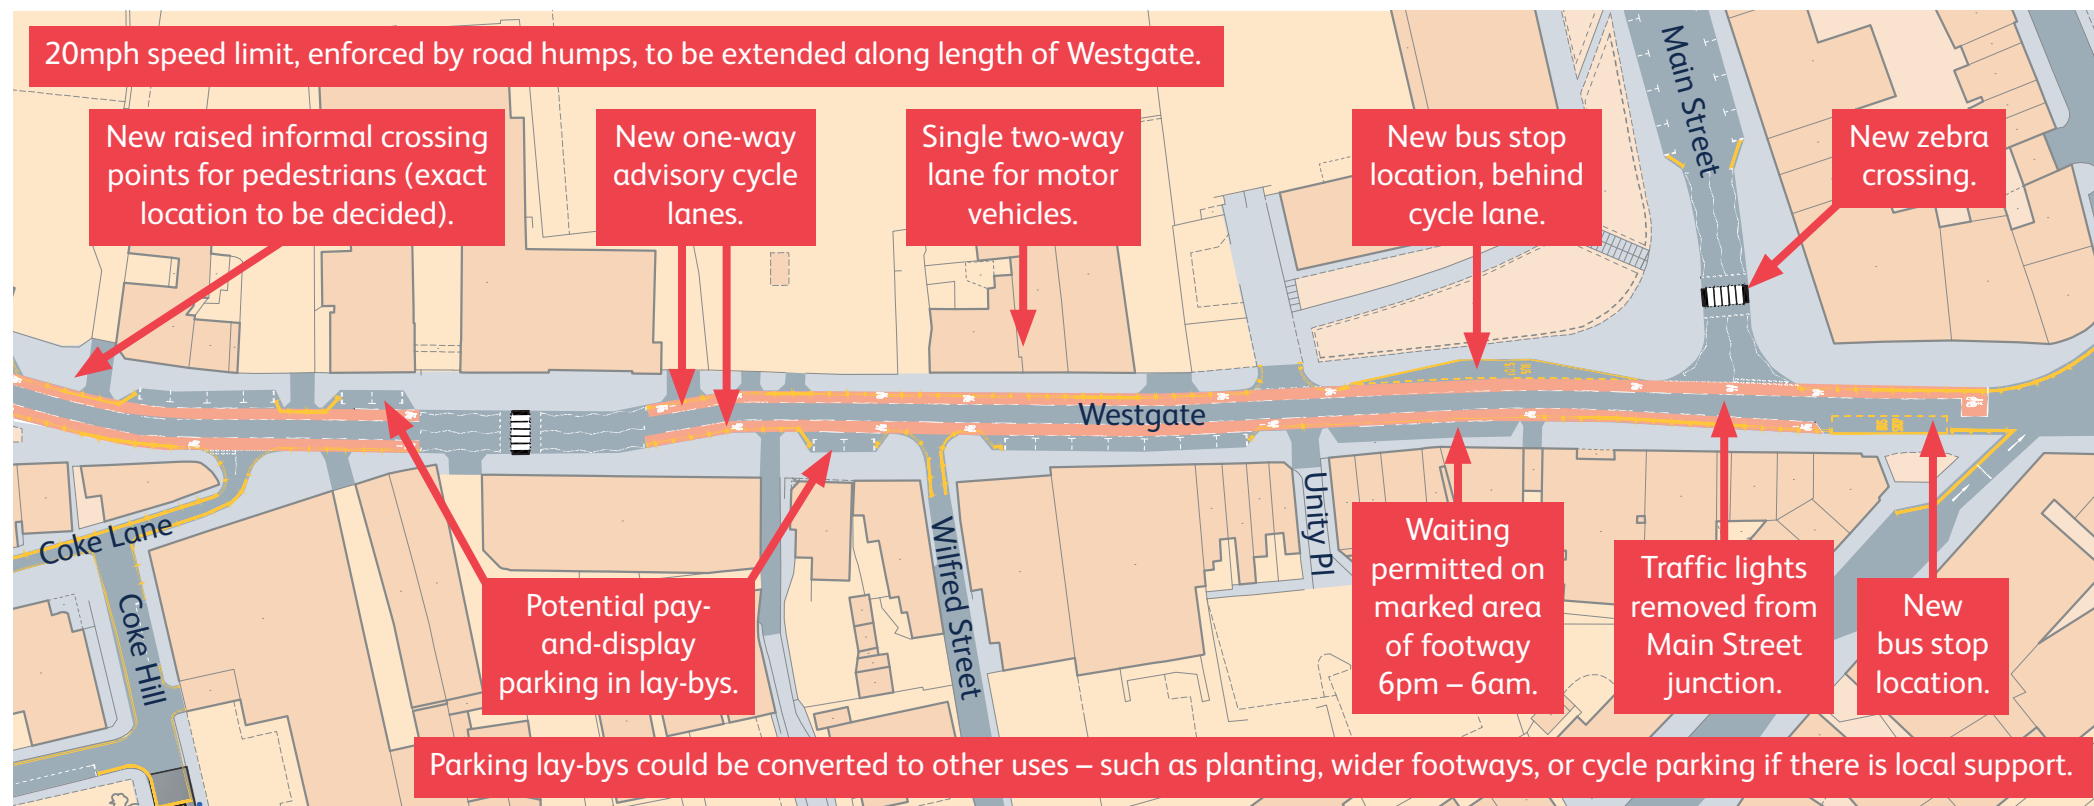 20mph speed limit, enforced by road humps, to be extended along length of Westgate.
New raised informal crossing
points for pedestrians (exact
location to be decided).
New one-way
advisory cycle
lanes.
Single two-way
lane for motor
vehicles.
New bus stop
location, behind
cycle lane.
Main Street
New zebra
crossing.
Westgate
Coke Lane
Coke Hill
Potential pay-
and-display
parking in lay-bys.
Wilfred Street
Unity Pl
Waiting
permitted on
marked area
of footway
6pm – 6am.
Traffic lights
removed from
Main Street
junction.
New
bus stop
location.
Parking lay-bys could be converted to other uses – such as planting, wider footways, or cycle parking if there is local support.